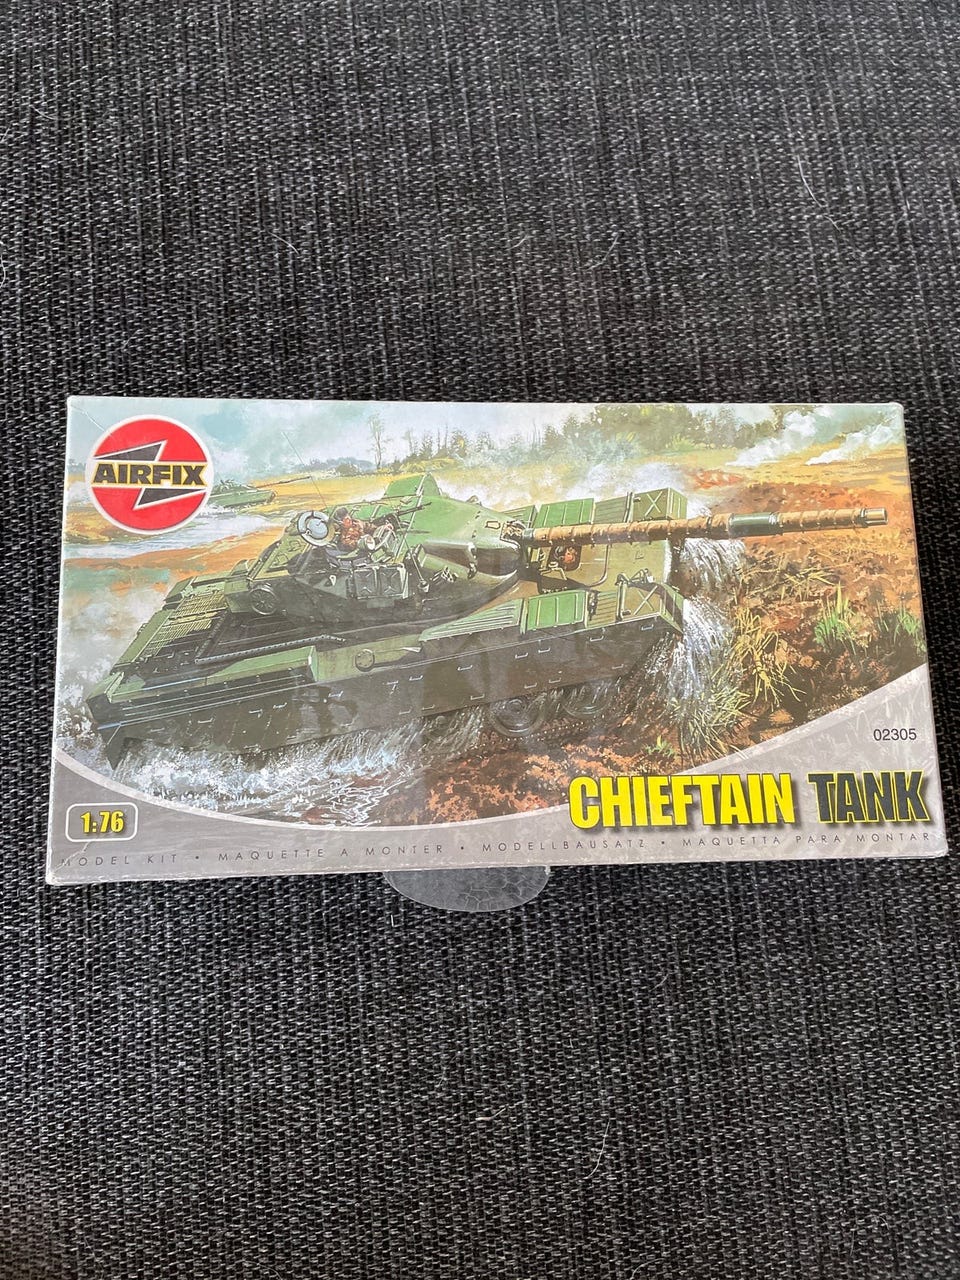 AIRFIX
02305
CHIEFTAIN TANK
1:76
MODEL KIT • MAQUETTE A MONTER • MODELLBAUSATZ • MAQUETTA PARA MONTAR